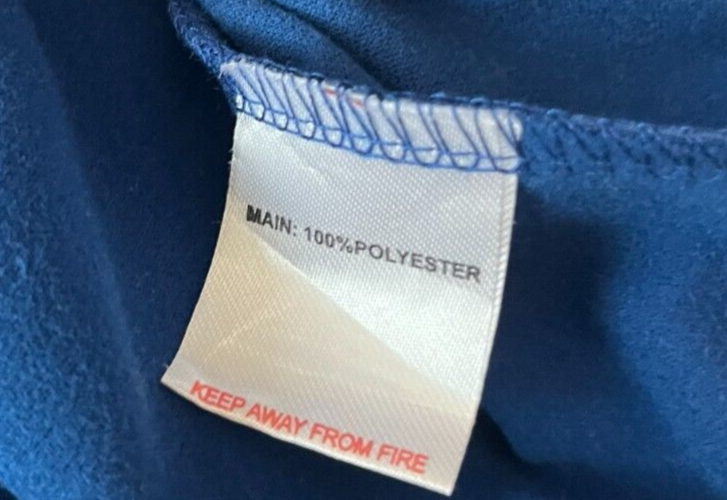 MAIN: 100%POLYESTER
KEEP AWAY FROM FIRE